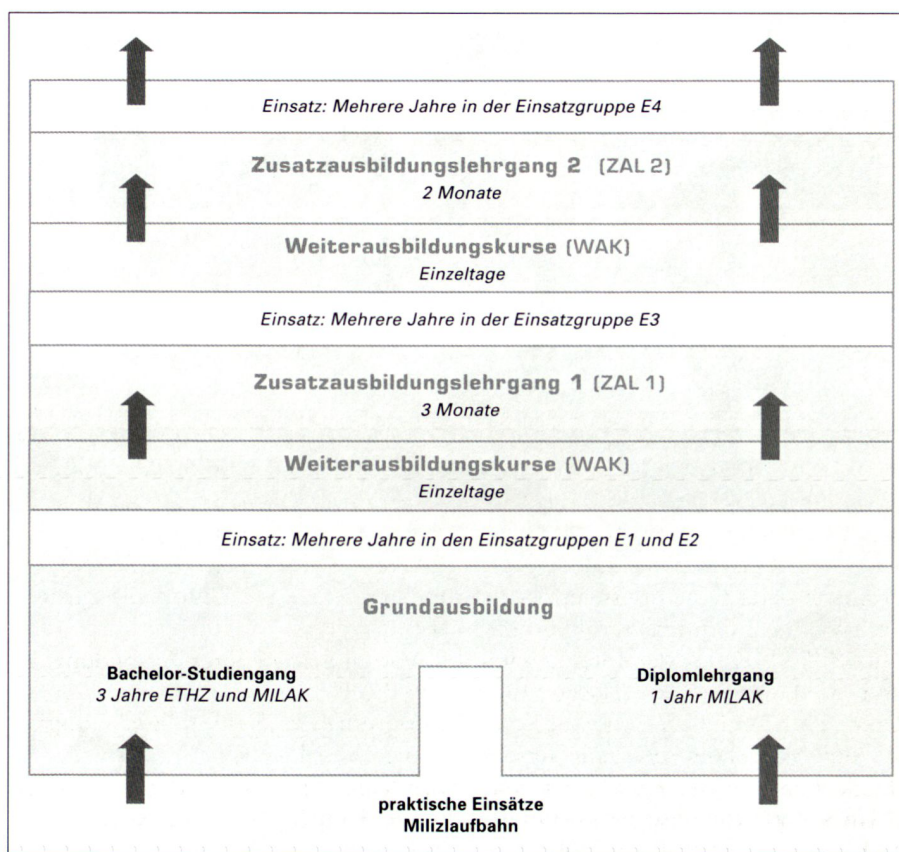 Einsatz: Mehrere Jahre in der Einsatzgruppe E4
Zusatzausbildungslehrgang 2 (ZAL 2)
2 Monate
Weiterausbildungskurse (WAK)
Einzeltage
Einsatz: Mehrere Jahre in der Einsatzgruppe E3
Zusatzausbildungslehrgang 1 (ZAL 1)
3 Monate
Weiterausbildungskurse (WAK)
Einzeltage
Einsatz: Mehrere Jahre in den Einsatzgruppen E1 und E2
Grundausbildung
Bachelor-Studiengang
3 Jahre ETHZ und MILAK
Diplomlehrgang
1 Jahr MILAK
praktische Einsätze
Milizlaufbahn